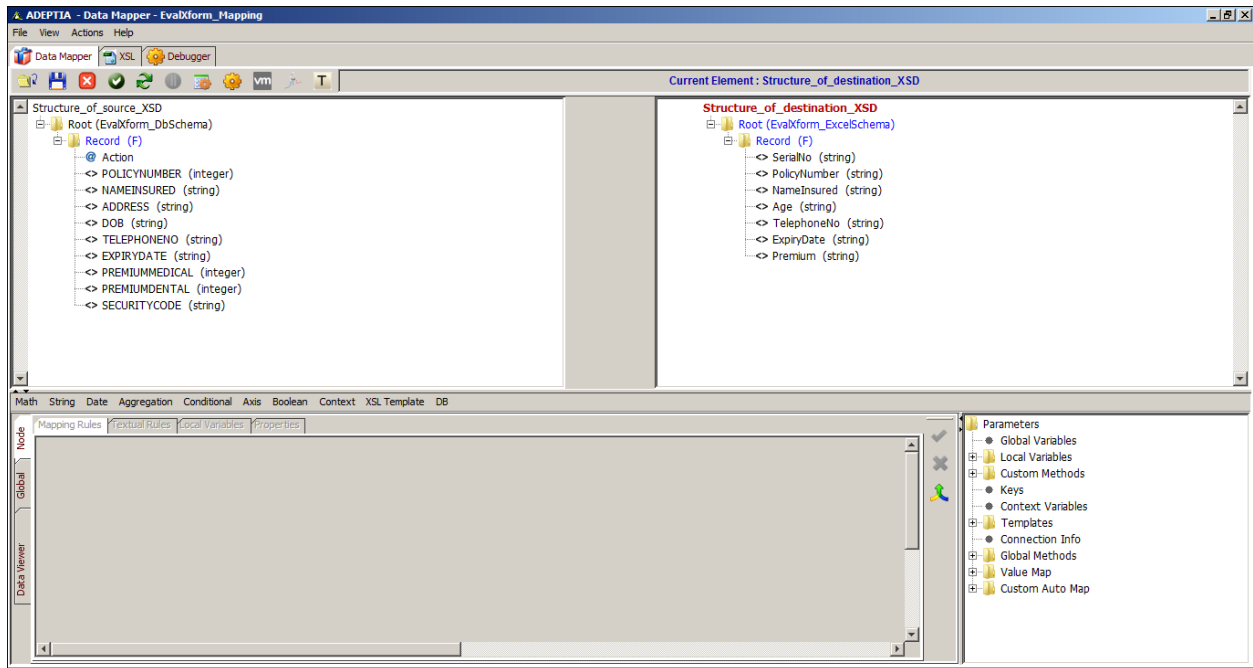 ADEPTIA - Data Mapper - EvalXform_Mapping
File View Actions Help
Data Mapper XSL Debugger
vm T Current Element : Structure_of_destination_XSD
Structure_of_source_XSD
Root (EvalXform_DbSchema)
Record (F)
@ Action
<> POLICYNUMBER (integer)
<> NAMEINSURED (string)
<> ADDRESS (string)
<> DOB (string)
<> TELEPHONENO (string)
<> EXPIRYDATE (string)
<> PREMIUMMEDICAL (integer)
<> PREMIUMDENTAL (integer)
<> SECURITYCODE (string)
Structure_of_destination_XSD
Root (EvalXform_ExcelSchema)
Record (F)
<> SerialNo (string)
<> PolicyNumber (string)
<> NameInsured (string)
<> Age (string)
<> TelephoneNo (string)
<> ExpiryDate (string)
<> Premium (string)
Math String Date Aggregation Conditional Axis Boolean Context XSL Template DB
Node
Global
Data Viewer
Mapping Rules Textual Rules Local Variables Properties
Parameters
Global Variables
Local Variables
Custom Methods
Keys
Context Variables
Templates
Connection Info
Global Methods
Value Map
Custom Auto Map